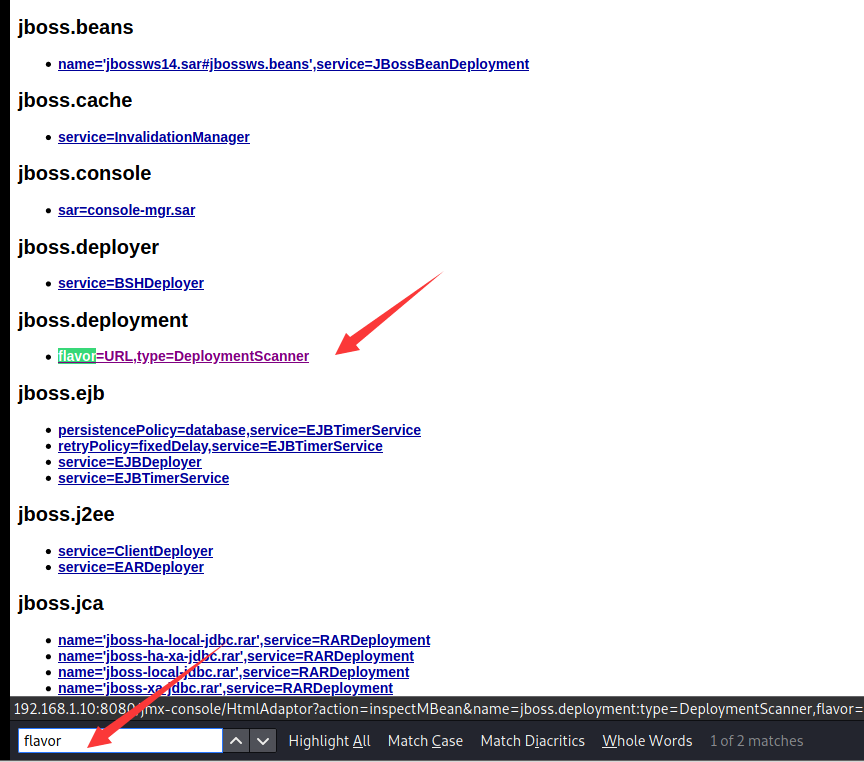 jboss.beans
name='jbossws14.sar#jbossws.beans',service=JBossBeanDeployment
jboss.cache
service=InvalidationManager
jboss.console
sar=console-mgr.sar
jboss.deployer
service=BSHDeployer
jboss.deployment
flavor=URL,type=DeploymentScanner
jboss.ejb
persistencePolicy=database,service=EJBTimerService
retryPolicy=fixedDelay,service=EJBTimerService
service=EJBDeployer
service=EJBTimerService
jboss.j2ee
service=ClientDeployer
service=EARDeployer
jboss.jca
name='jboss-ha-local-jdbc.rar',service=RARDeployment
name='jboss-ha-xa-jdbc.rar',service=RARDeployment
name='jboss-local-jdbc.rar',service=RARDeployment
name='jboss-xa-jdbc.rar',service=RARDeployment
192.168.1.10:8080/jmx-console/HtmlAdaptor?action=inspectMBean&name=jboss.deployment:type=DeploymentScanner,flavor=
flavor Highlight All Match Case Match Diacritics Whole Words 1 of 2 matches